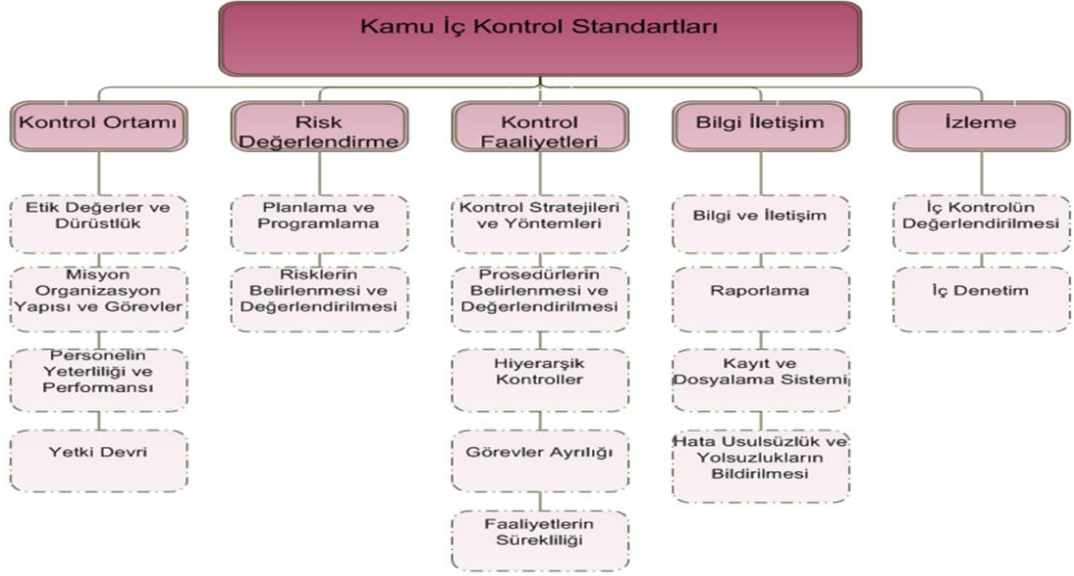 Kamu İç Kontrol Standartları
Kontrol Ortamı
Etik Değerler ve
Dürüstlük
Misyon
Organizasyon
Yapısı ve Görevler
Personelin
Yeterliliği ve
Performansı
Yetki Devri
Risk
Değerlendirme
Planlama ve
Programlama
Risklerin
Belirlenmesi ve
Değerlendirilmesi
Kontrol
Faaliyetleri
Kontrol Stratejileri
ve Yöntemleri
Prosedürlerin
Belirlenmesi ve
Değerlendirilmesi
Hiyerarşik
Kontroller
Görevler Ayrılığı
Faaliyetlerin
Sürekliliği
Bilgi İletişim
Bilgi ve İletişim
Raporlama
Kayıt ve
Dosyalama Sistemi
Hata Usulsüzlük ve
Yolsuzlukların
Bildirilmesi
İzleme
İç Kontrolün
Değerlendirilmesi
İç Denetim